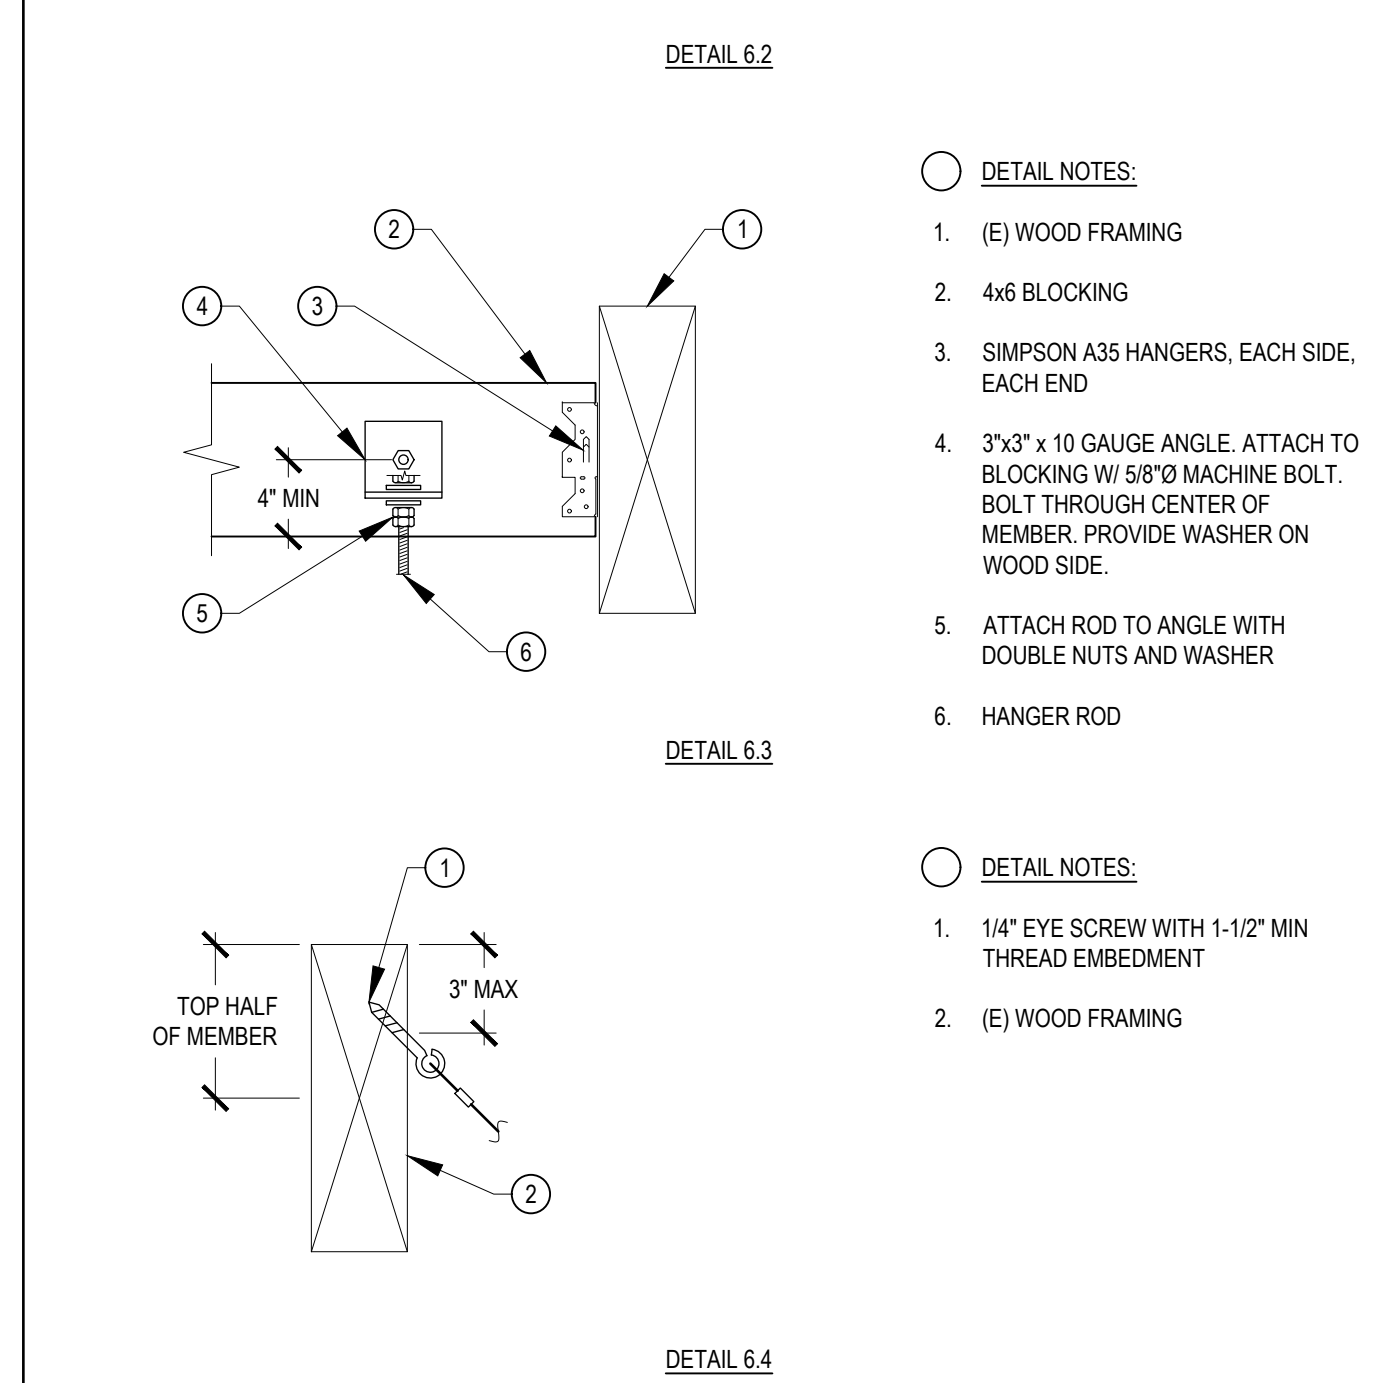 DETAIL 6.2
2
1
4
3
4" MIN
5
6
DETAIL NOTES:
1. (E) WOOD FRAMING
2. 4x6 BLOCKING
3. SIMPSON A35 HANGERS, EACH SIDE,
EACH END
4. 3"x3" x 10 GAUGE ANGLE. ATTACH TO
BLOCKING W/ 5/8"Ø MACHINE BOLT.
BOLT THROUGH CENTER OF
MEMBER. PROVIDE WASHER ON
WOOD SIDE.
5. ATTACH ROD TO ANGLE WITH
DOUBLE NUTS AND WASHER
6. HANGER ROD
DETAIL 6.3
1
3" MAX
TOP HALF
OF MEMBER
2
DETAIL NOTES:
1. 1/4" EYE SCREW WITH 1-1/2" MIN
THREAD EMBEDMENT
2. (E) WOOD FRAMING
DETAIL 6.4